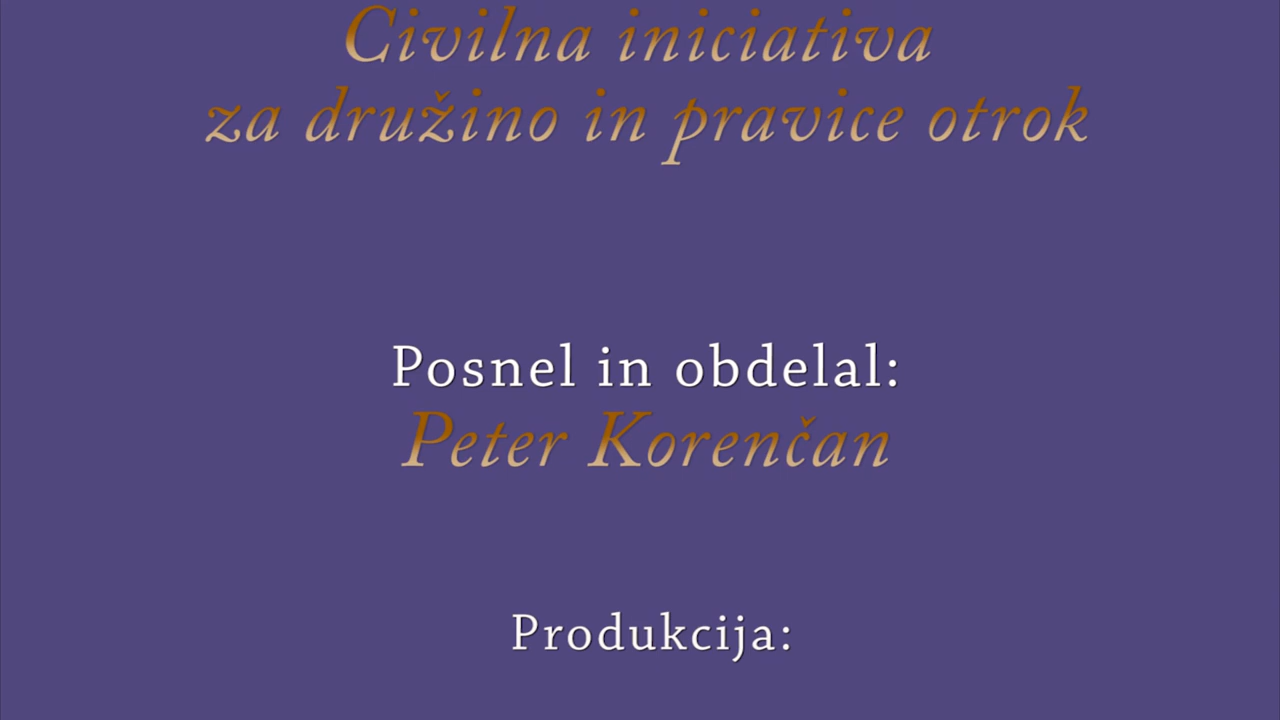 Civilna iniciativa
za družino in pravice otrok
Posnel in obdelal:
Peter Korenčan
Produkcija: